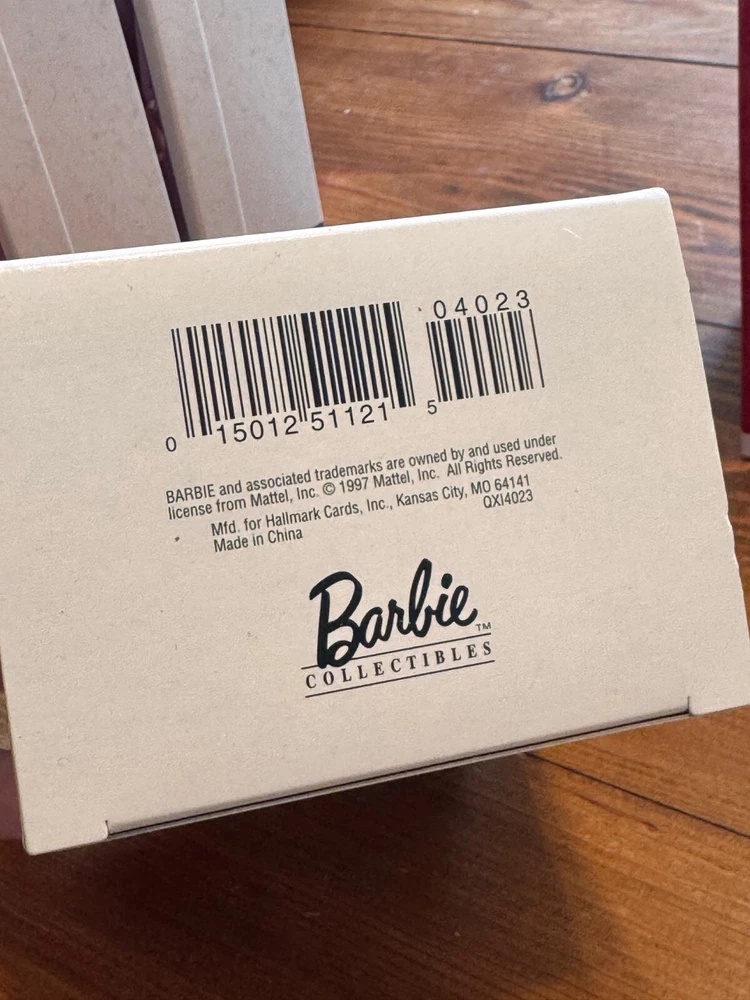 04023
0 15012 51121 5
BARBIE and associated trademarks are owned by and used under
license from Mattel, Inc. © 1997 Mattel, Inc. All Rights Reserved.
Mfd. for Hallmark Cards, Inc., Kansas City, MO 64141
Made in China
QXI4023
Barbie™
COLLECTIBLES